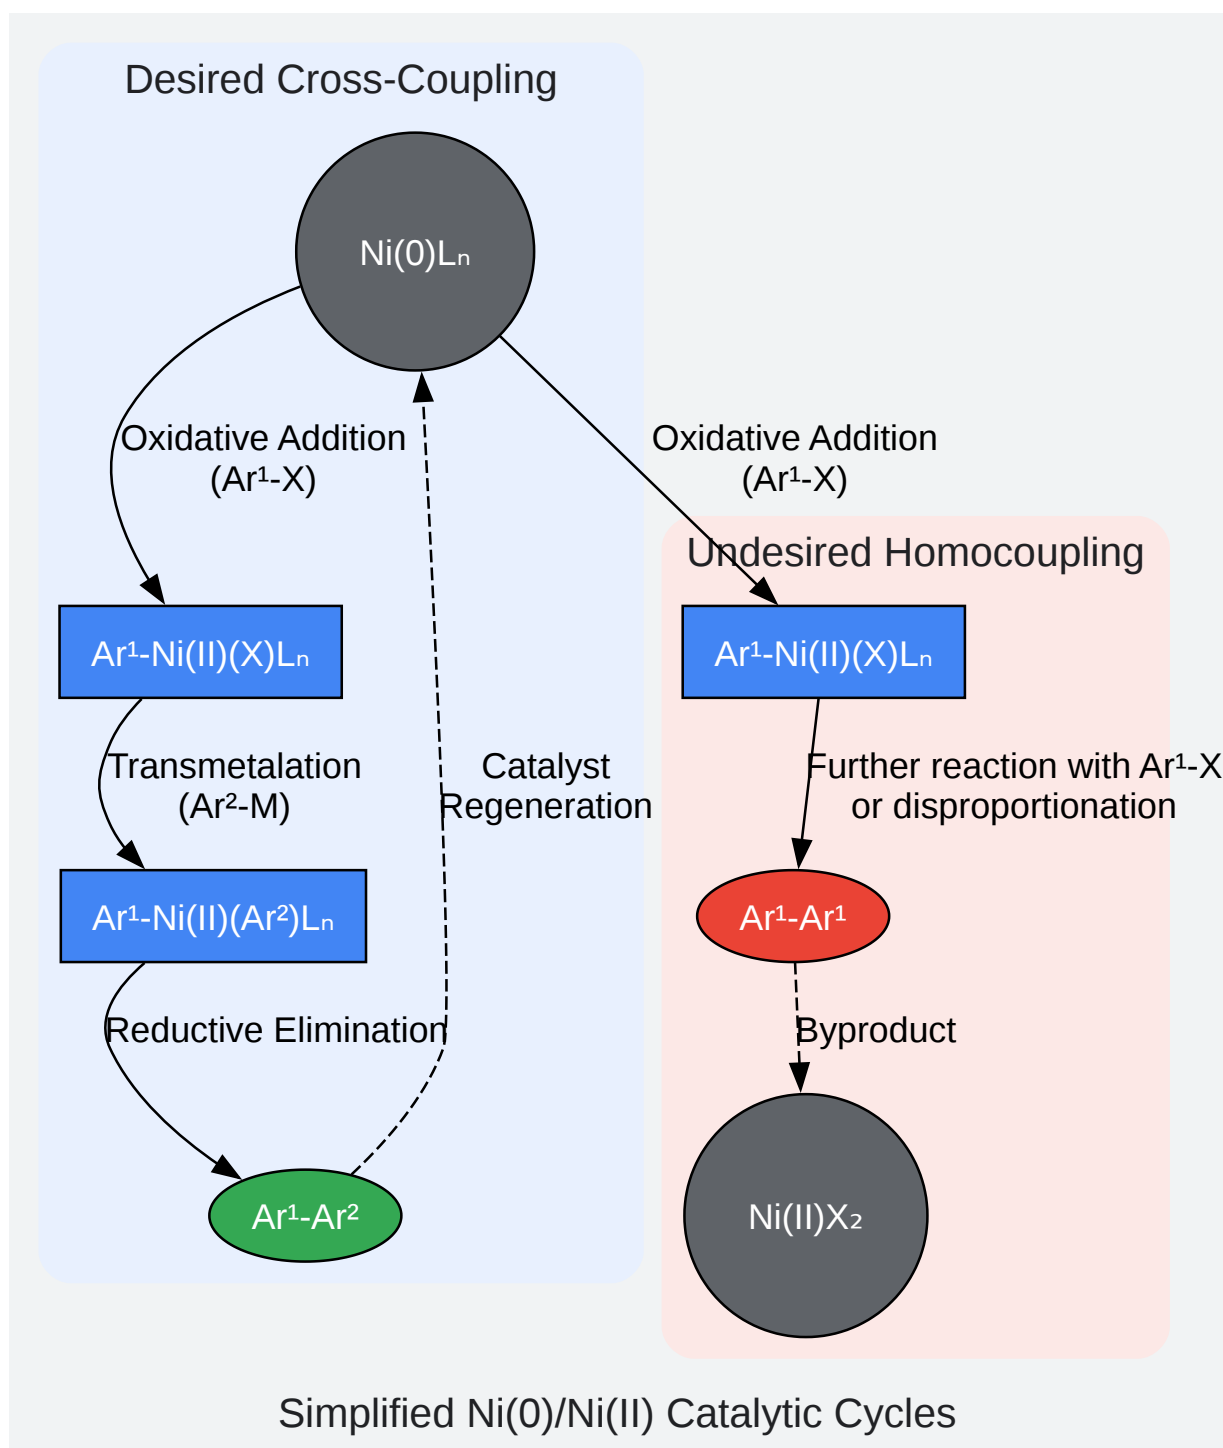 Desired Cross-Coupling
Ni(0)Lₙ
Oxidative Addition
(Ar¹-X)
Oxidative Addition
(Ar¹-X)
Undesired Homocoupling
Ar¹-Ni(II)(X)Lₙ
Ar¹-Ni(II)(X)Lₙ
Transmetalation
(Ar²-M)
Catalyst
Regeneration
Further reaction with Ar¹-X
or disproportionation
Ar¹-Ni(II)(Ar²)Lₙ
Ar¹-Ar¹
Reductive Elimination
Byproduct
Ar¹-Ar²
Ni(II)X₂
Simplified Ni(0)/Ni(II) Catalytic Cycles